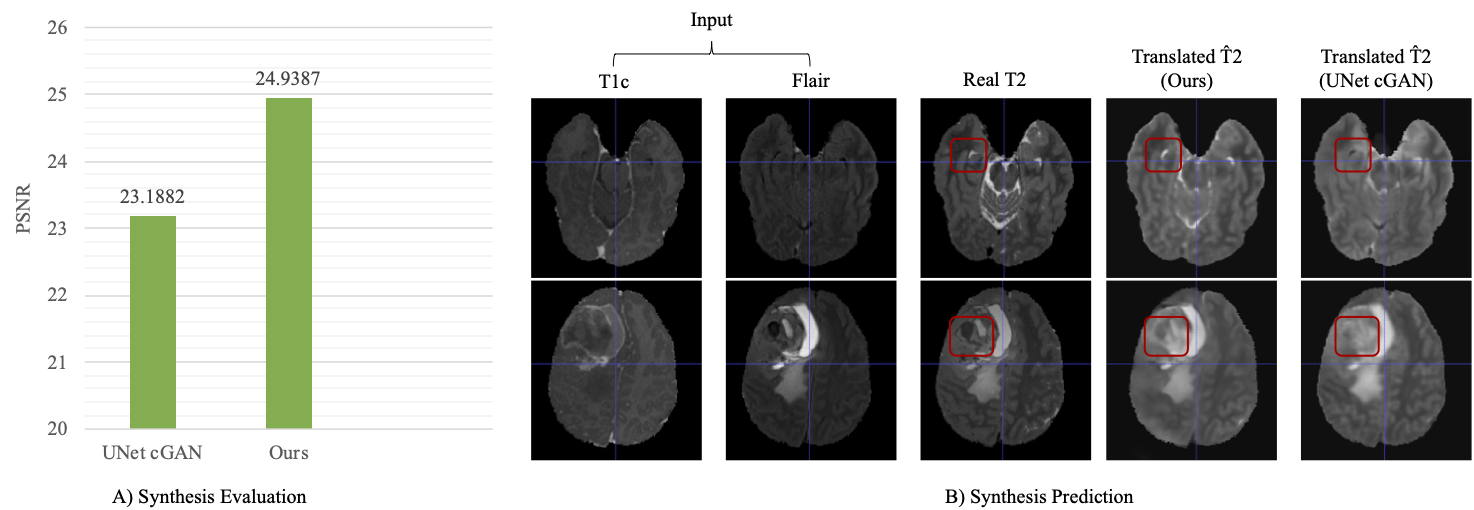 26
25
24
23
22
21
20
PSNR
23.1882
24.9387
UNet cGAN
Ours
A) Synthesis Evaluation
Input
T1c
Flair
Real T2
Translated T̂2
(Ours)
Translated T̂2
(UNet cGAN)
B) Synthesis Prediction